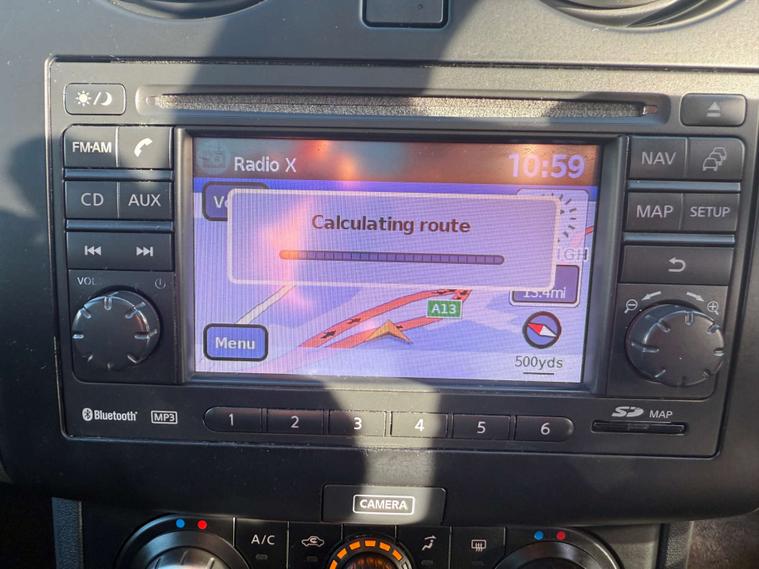 FM·AM
CD AUX
VOL
Radio X 10:59
Calculating route
13.4mi
A13
Menu
500yds
NAV
MAP SETUP
Bluetooth® MP3
1 2 3 4 5 6
SD MAP
CAMERA
A/C